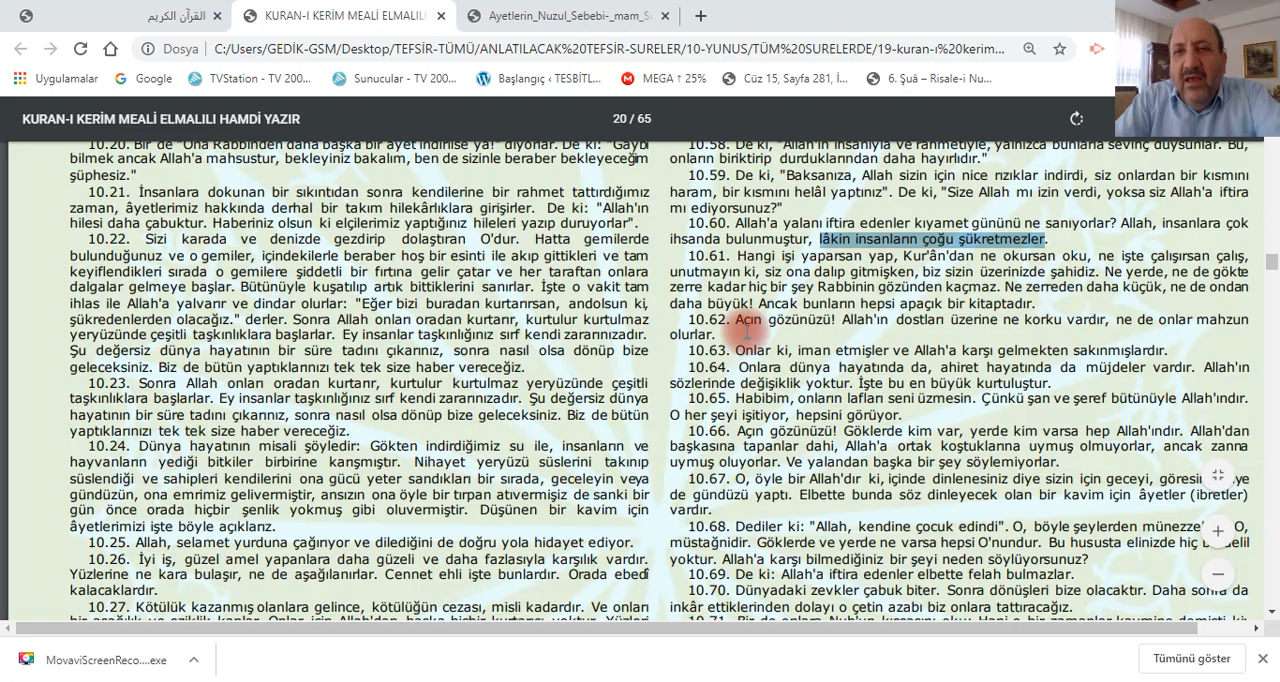 القرآن الكريم
KURAN-I KERİM MEALİ ELMALILI
Ayetlerin_Nuzul_Sebebi-_mam_S
Dosya
C:/Users/GEDİK-GSM/Desktop/TEFSİR-TÜMÜ/ANLATILACAK%20TEFSİR-SURELER/10-YUNUS/TÜM%20SURELERDE/19-kuran-ı%20kerim...
Uygulamalar
Google
TVStation - TV 200...
Sunucular - TV 200...
Başlangıç ‹ TESBİTL...
MEGA ↑ 25%
Cüz 15, Sayfa 281, İ...
6. Şuâ – Risale-i Nu...
KURAN-I KERİM MEALİ ELMALILI HAMDİ YAZIR
20 / 65
10.20. Bir de "Ona Rabbinden daha başka bir âyet indirilse ya!" diyorlar. De ki: "Gaybı
bilmek ancak Allah'a mahsustur, bekleyiniz bakalım, ben de sizinle beraber bekleyeceğim
şüphesiz."
10.21. İnsanlara dokunan bir sıkıntıdan sonra kendilerine bir rahmet tattırdığımız
zaman, âyetlerimiz hakkında derhal bir takım hilekârlıklara girişirler. De ki: "Allah'ın
hilesi daha çabuktur. Haberiniz olsun ki elçilerimiz yaptığınız hileleri yazıp duruyorlar".
10.22. Sizi karada ve denizde gezdirip dolaştıran O'dur. Hatta gemilerde
bulunduğunuz ve o gemiler, içindekilerle beraber hoş bir esinti ile akıp gittikleri ve tam
keyiflendikleri sırada o gemilere şiddetli bir fırtına gelir çatar ve her taraftan onlara
dalgalar gelmeye başlar. Bütünüyle kuşatılıp artık bittiklerini sanırlar. İşte o vakit tam
ihlas ile Allah'a yalvarır ve dindar olurlar: "Eğer bizi buradan kurtarırsan, andolsun ki,
şükredenlerden olacağız." derler. Sonra Allah onları oradan kurtarır, kurtulur kurtulmaz
yeryüzünde çeşitli taşkınlıklara başlarlar. Ey insanlar taşkınlığınız sırf kendi zararınızadır.
Şu değersiz dünya hayatının bir süre tadını çıkarınız, sonra nasıl olsa dönüp bize
geleceksiniz. Biz de bütün yaptıklarınızı tek tek size haber vereceğiz.
10.23. Sonra Allah onları oradan kurtarır, kurtulur kurtulmaz yeryüzünde çeşitli
taşkınlıklara başlarlar. Ey insanlar taşkınlığınız sırf kendi zararınızadır. Şu değersiz dünya
hayatının bir süre tadını çıkarınız, sonra nasıl olsa dönüp bize geleceksiniz. Biz de bütün
yaptıklarınızı tek tek size haber vereceğiz.
10.24. Dünya hayatının misali şöyledir: Gökten indirdiğimiz su ile, insanların ve
hayvanların yediği bitkiler birbirine karışmıştır. Nihayet yeryüzü süslerini takınıp
süslendiği ve sahipleri kendilerini ona gücü yeter sandıkları bir sırada, geceleyin veya
gündüzün, ona emrimiz gelivermiştir, ansızın ona öyle bir tırpan atıvermişiz de sanki bir
gün önce orada hiçbir şenlik yokmuş gibi oluvermiştir. Düşünen bir kavim için
âyetlerimizi işte böyle açıklarız.
10.25. Allah, selamet yurduna çağırıyor ve dilediğini de doğru yola hidayet ediyor.
10.26. İyi iş, güzel amel yapanlara daha güzeli ve daha fazlasıyla karşılık vardır.
Yüzlerine ne kara bulaşır, ne de aşağılanırlar. Cennet ehli işte bunlardır. Orada ebedî
kalacaklardır.
10.27. Kötülük kazanmış olanlara gelince, kötülüğün cezası, misli kadardır. Ve onları
bir aşağılık ve eziklik kaplar. Onlar için Allah'dan başka hiçbir kurtarıcı yoktur. Yüzleri
10.58. De ki, "Allah'ın ihsanıyla ve rahmetiyle, yalnızca bunlarla sevinç duysunlar. Bu,
onların biriktirip durduklarından daha hayırlıdır."
10.59. De ki, "Baksanıza, Allah sizin için nice rızıklar indirdi, siz onlardan bir kısmını
haram, bir kısmını helâl yaptınız". De ki, "Size Allah mı izin verdi, yoksa siz Allah'a iftira
mı ediyorsunuz?"
10.60. Allah'a yalanı iftira edenler kıyamet gününü ne sanıyorlar? Allah, insanlara çok
ihsanda bulunmuştur, lâkin insanların çoğu şükretmezler.
10.61. Hangi işi yaparsan yap, Kur'ân'dan ne okursan oku, ne işte çalışırsan çalış,
unutmayın ki, siz ona dalıp gitmişken, biz sizin üzerinizde şahidiz. Ne yerde, ne de gökte
zerre kadar hiç bir şey Rabbinin gözünden kaçmaz. Ne zerreden daha küçük, ne de ondan
daha büyük! Ancak bunların hepsi apaçık bir kitaptadır.
10.62. Açın gözünüzü! Allah'ın dostları üzerine ne korku vardır, ne de onlar mahzun
olurlar.
10.63. Onlar ki, iman etmişler ve Allah'a karşı gelmekten sakınmışlardır.
10.64. Onlara dünya hayatında da, ahiret hayatında da müjdeler vardır. Allah'ın
sözlerinde değişiklik yoktur. İşte bu en büyük kurtuluştur.
10.65. Habibim, onların lafları seni üzmesin. Çünkü şan ve şeref bütünüyle Allah'ındır.
O her şeyi işitiyor, hepsini görüyor.
10.66. Açın gözünüzü! Göklerde kim var, yerde kim varsa hep Allah'ındır. Allah'dan
başkasına tapanlar dahi, Allah'a ortak koştuklarına uymuş olmuyorlar, ancak zanna
uymuş oluyorlar. Ve yalandan başka bir şey söylemiyorlar.
10.67. O, öyle bir Allah'dır ki, içinde dinlenesiniz diye sizin için geceyi, göresin ye
de gündüzü yaptı. Elbette bunda söz dinleyecek olan bir kavim için âyetler (ibretler)
vardır.
10.68. Dediler ki: "Allah, kendine çocuk edindi". O, böyle şeylerden münezze O,
müstağnidir. Göklerde ve yerde ne varsa hepsi O'nundur. Bu hususta elinizde hiç b delil
yoktur. Allah'a karşı bilmediğiniz bir şeyi neden söylüyorsunuz?
10.69. De ki: Allah'a iftira edenler elbette felah bulmazlar.
10.70. Dünyadaki zevkler çabuk biter. Sonra dönüşleri bize olacaktır. Daha sonra da
inkâr ettiklerinden dolayı o çetin azabı biz onlara tattıracağız.
10.71. Bir de onlara Nuh'un kıssasını oku: Hani o bir zamanlar kavmine demişti ki:
MovaviScreenReco....exe
Tümünü göster